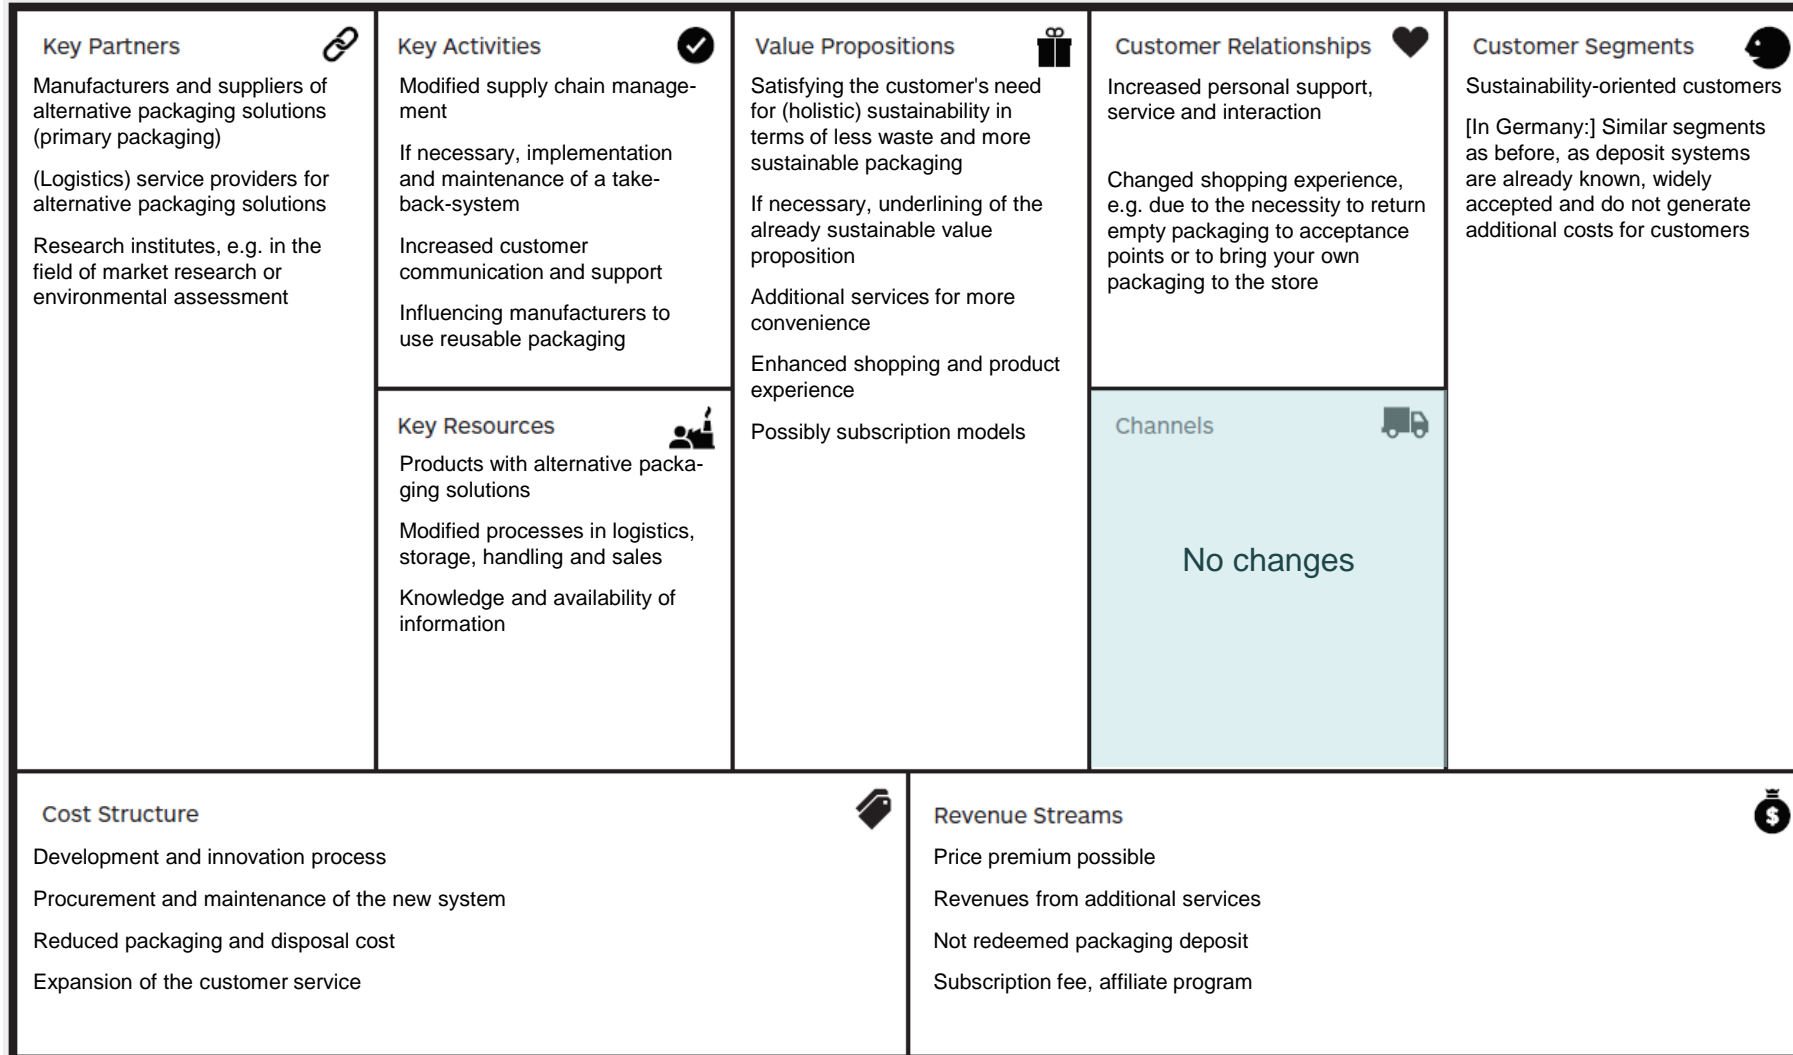 Key Partners
Manufacturers and suppliers of
alternative packaging solutions
(primary packaging)
(Logistics) service providers for
alternative packaging solutions
Research institutes, e.g. in the
field of market research or
environmental assessment
Key Activities
Modified supply chain manage-
ment
If necessary, implementation
and maintenance of a take-
back-system
Increased customer
communication and support
Influencing manufacturers to
use reusable packaging
Key Resources
Products with alternative packa-
ging solutions
Modified processes in logistics,
storage, handling and sales
Knowledge and availability of
information
Value Propositions
Satisfying the customer's need
for (holistic) sustainability in
terms of less waste and more
sustainable packaging
If necessary, underlining of the
already sustainable value
proposition
Additional services for more
convenience
Enhanced shopping and product
experience
Possibly subscription models
Customer Relationships
Increased personal support,
service and interaction
Changed shopping experience,
e.g. due to the necessity to return
empty packaging to acceptance
points or to bring your own
packaging to the store
Channels
No changes
Customer Segments
Sustainability-oriented customers
[In Germany:] Similar segments
as before, as deposit systems
are already known, widely
accepted and do not generate
additional costs for customers
Cost Structure
Development and innovation process
Procurement and maintenance of the new system
Reduced packaging and disposal cost
Expansion of the customer service
Revenue Streams
$
Price premium possible
Revenues from additional services
Not redeemed packaging deposit
Subscription fee, affiliate program